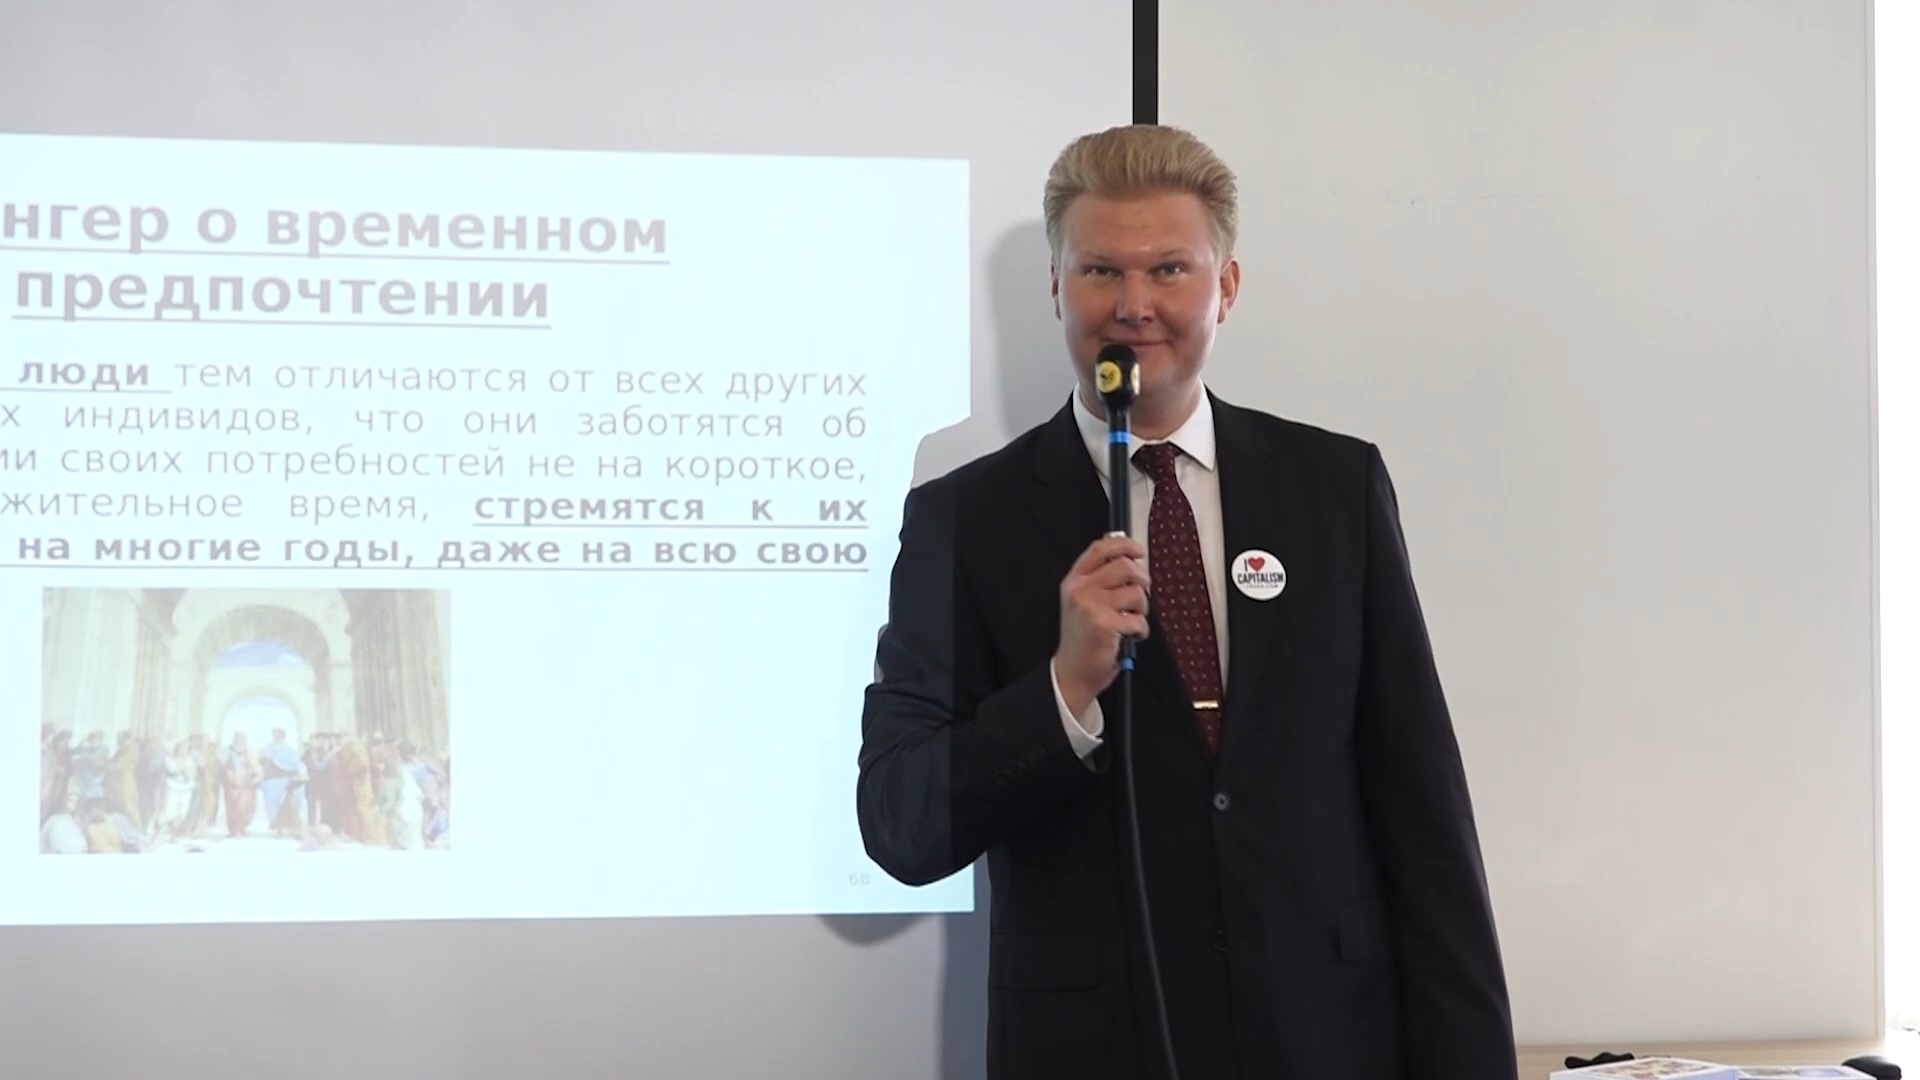 нгер о временном
предпочтении
люди тем отличаются от всех других
х индивидов, что они заботятся об
ии своих потребностей не на короткое,
жительное время, стремятся к их
на многие годы, даже на всю свою
68
I
CAPITALISM